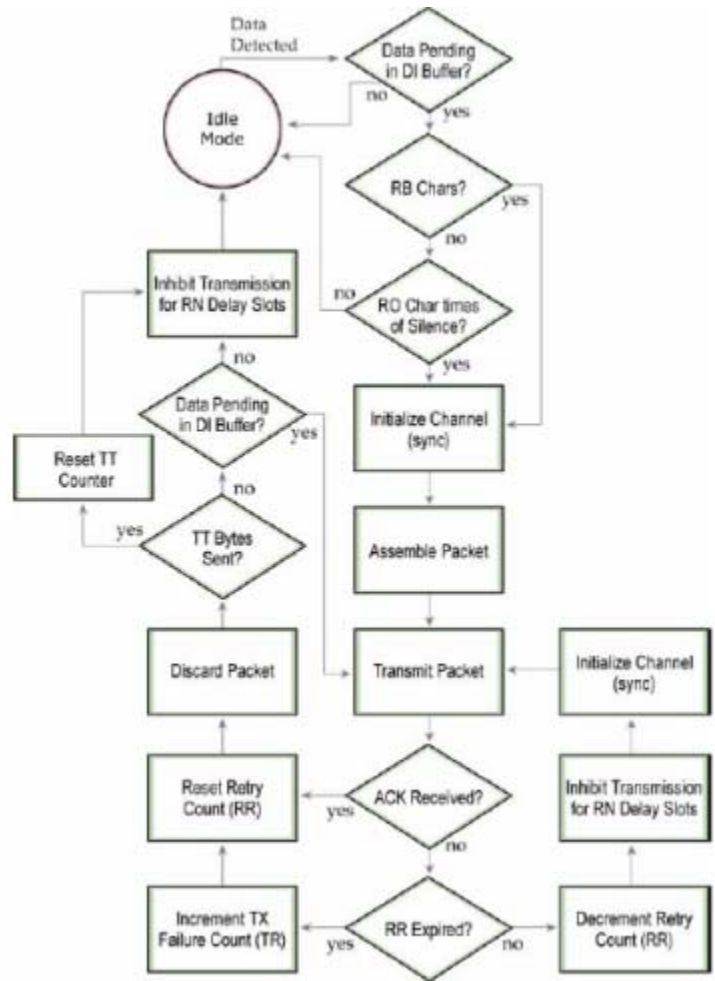 Data
Detected
Data Pending
in DI Buffer?
no
yes
Idle
Mode
RB Chars?
yes
no
Inhibit Transmission
for RN Delay Slots
no
RO Char times
of Silence?
yes
no
Data Pending
in DI Buffer?
yes
Initialize Channel
(sync)
Reset TT
Counter
no
yes
TT Bytes
Sent?
Assemble Packet
Discard Packet
Transmit Packet
Initialize Channel
(sync)
Reset Retry
Count (RR)
yes
ACK Received?
no
Inhibit Transmission
for RN Delay Slots
Increment TX
Failure Count (TR)
yes
RR Expired?
no
Decrement Retry
Count (RR)